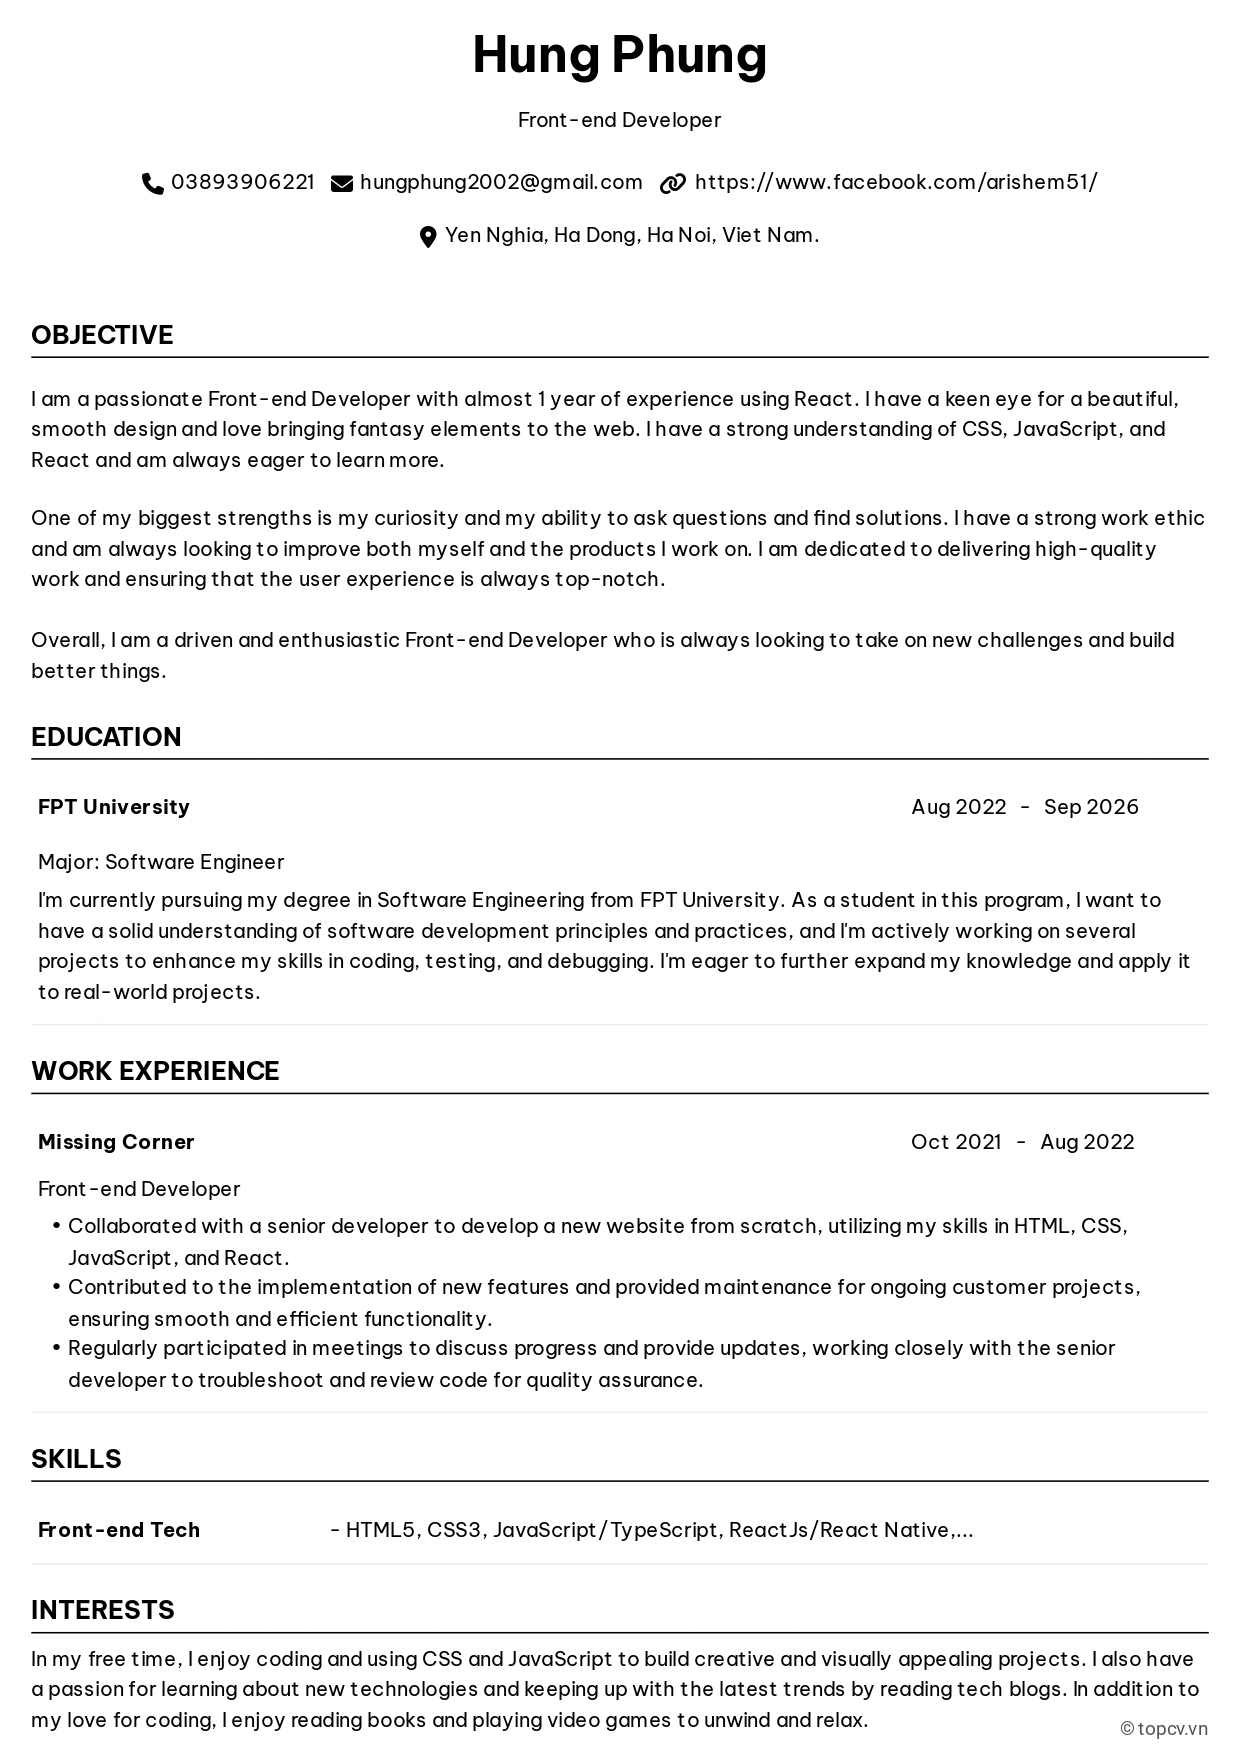 Hung Phung
Front-end Developer
03893906221 hungphung2002@gmail.com https://www.facebook.com/arishem51/
Yen Nghia, Ha Dong, Ha Noi, Viet Nam.
OBJECTIVE
I am a passionate Front-end Developer with almost 1 year of experience using React. I have a keen eye for a beautiful,
smooth design and love bringing fantasy elements to the web. I have a strong understanding of CSS, JavaScript, and
React and am always eager to learn more.
One of my biggest strengths is my curiosity and my ability to ask questions and find solutions. I have a strong work ethic
and am always looking to improve both myself and the products I work on. I am dedicated to delivering high-quality
work and ensuring that the user experience is always top-notch.
Overall, I am a driven and enthusiastic Front-end Developer who is always looking to take on new challenges and build
better things.
EDUCATION
FPT University Aug 2022 - Sep 2026
Major: Software Engineer
I'm currently pursuing my degree in Software Engineering from FPT University. As a student in this program, I want to
have a solid understanding of software development principles and practices, and I'm actively working on several
projects to enhance my skills in coding, testing, and debugging. I'm eager to further expand my knowledge and apply it
to real-world projects.
WORK EXPERIENCE
Missing Corner Oct 2021 - Aug 2022
Front-end Developer
• Collaborated with a senior developer to develop a new website from scratch, utilizing my skills in HTML, CSS,
JavaScript, and React.
• Contributed to the implementation of new features and provided maintenance for ongoing customer projects,
ensuring smooth and efficient functionality.
• Regularly participated in meetings to discuss progress and provide updates, working closely with the senior
developer to troubleshoot and review code for quality assurance.
SKILLS
Front-end Tech - HTML5, CSS3, JavaScript/TypeScript, ReactJs/React Native,...
INTERESTS
In my free time, I enjoy coding and using CSS and JavaScript to build creative and visually appealing projects. I also have
a passion for learning about new technologies and keeping up with the latest trends by reading tech blogs. In addition to
my love for coding, I enjoy reading books and playing video games to unwind and relax.
© topcv.vn